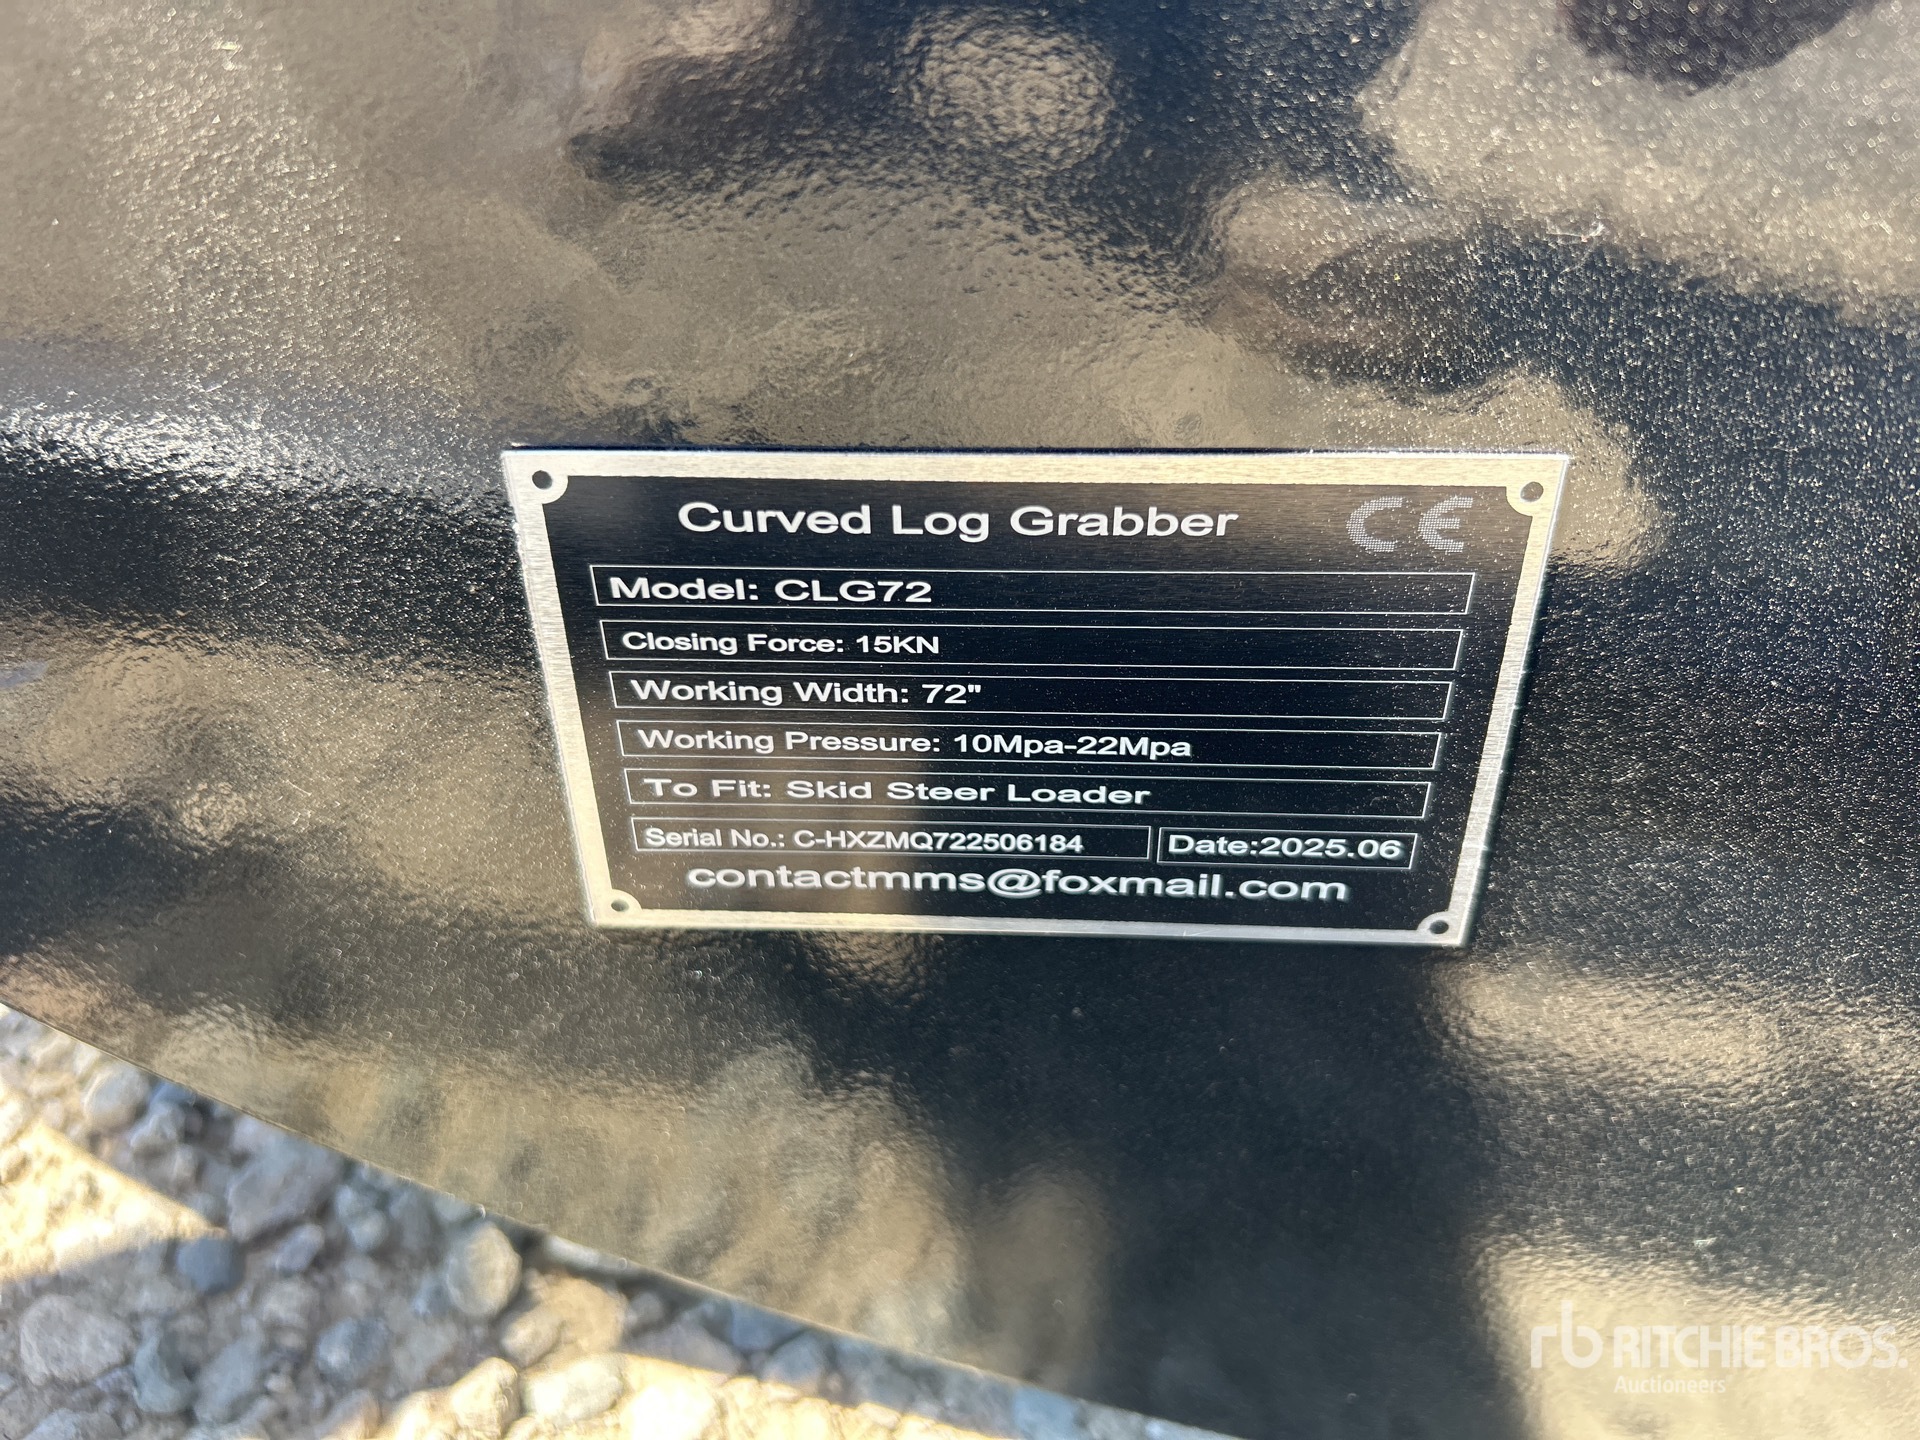 Curved Log Grabber CE
Model: CLG72
Closing Force: 15KN
Working Width: 72"
Working Pressure: 10Mpa-22Mpa
To Fit: Skid Steer Loader
Serial No.: C-HXZMQ722506184 Date:2025.06
contactmms@foxmail.com
rb RITCHIE BROS.
Auctioneers